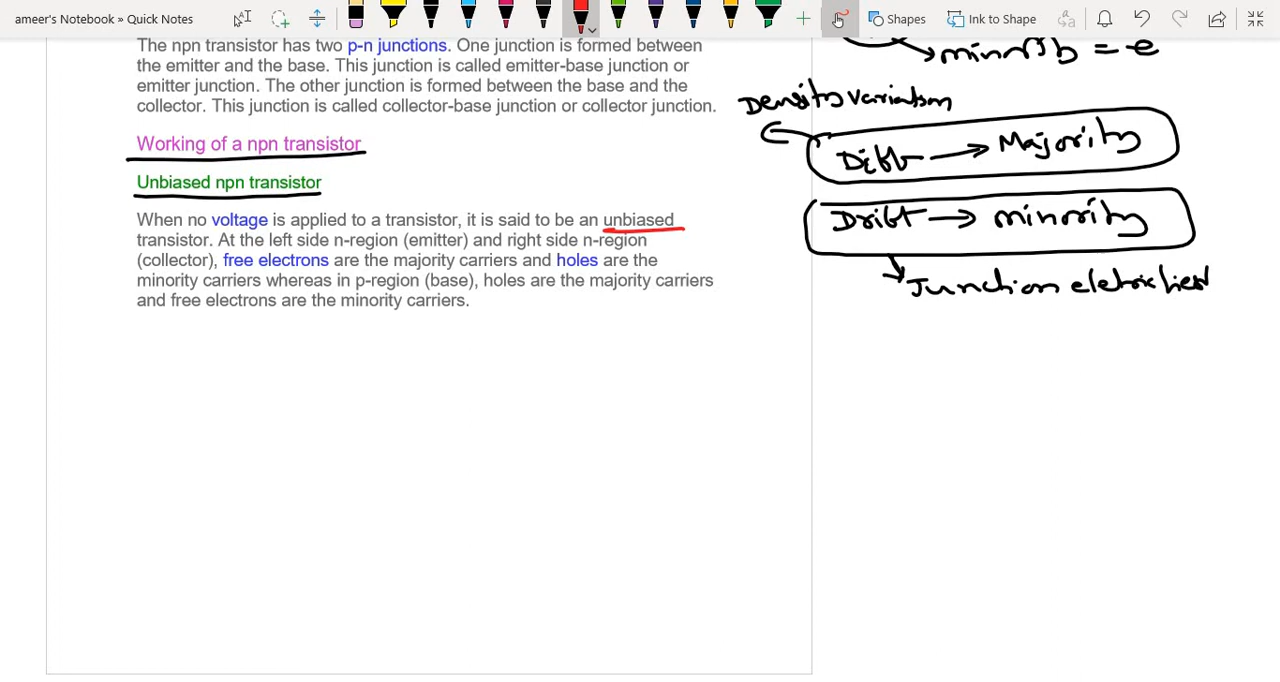 ameer's Notebook » Quick Notes
Shapes
Ink to Shape
The npn transistor has two p-n junctions. One junction is formed between
the emitter and the base. This junction is called emitter-base junction or
emitter junction. The other junction is formed between the base and the
collector. This junction is called collector-base junction or collector junction.
Working of a npn transistor
Unbiased npn transistor
When no voltage is applied to a transistor, it is said to be an unbiased
transistor. At the left side n-region (emitter) and right side n-region
(collector), free electrons are the majority carriers and holes are the
minority carriers whereas in p-region (base), holes are the majority carriers
and free electrons are the minority carriers.
= e
Density variation
Diff → Majority
Drift → minority
Junction